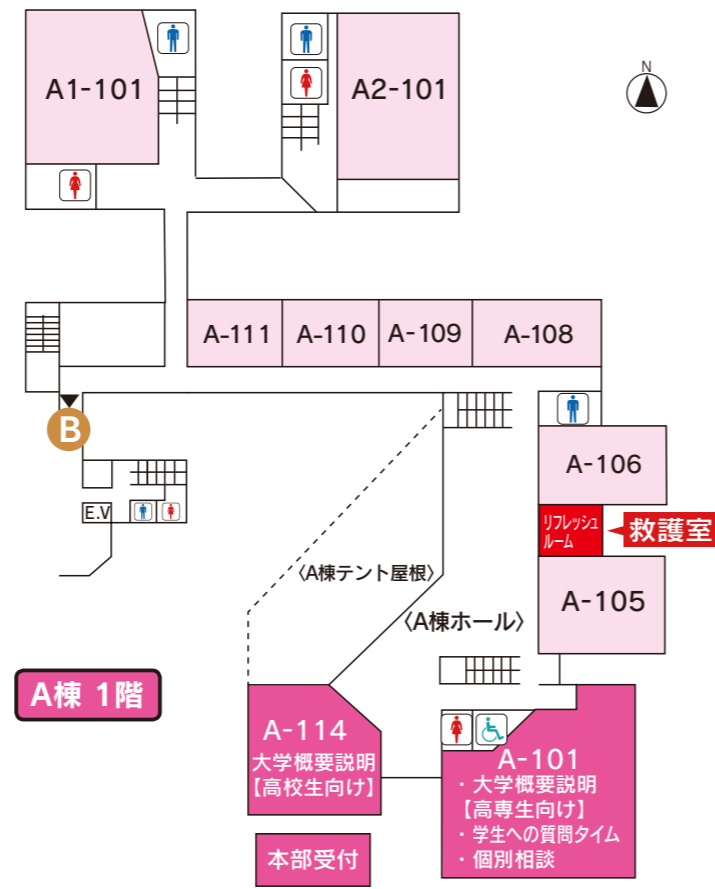 N
A1-101
A2-101
A-111
A-110
A-109
A-108
B
A-106
E.V
リフレッシュ
ルーム
救護室
〈A棟テント屋根〉
A-105
〈A棟ホール〉
A棟 1階
A-114
大学概要説明
【高校生向け】
A-101
・大学概要説明
【高専生向け】
・学生への質問タイム
・個別相談
本部受付